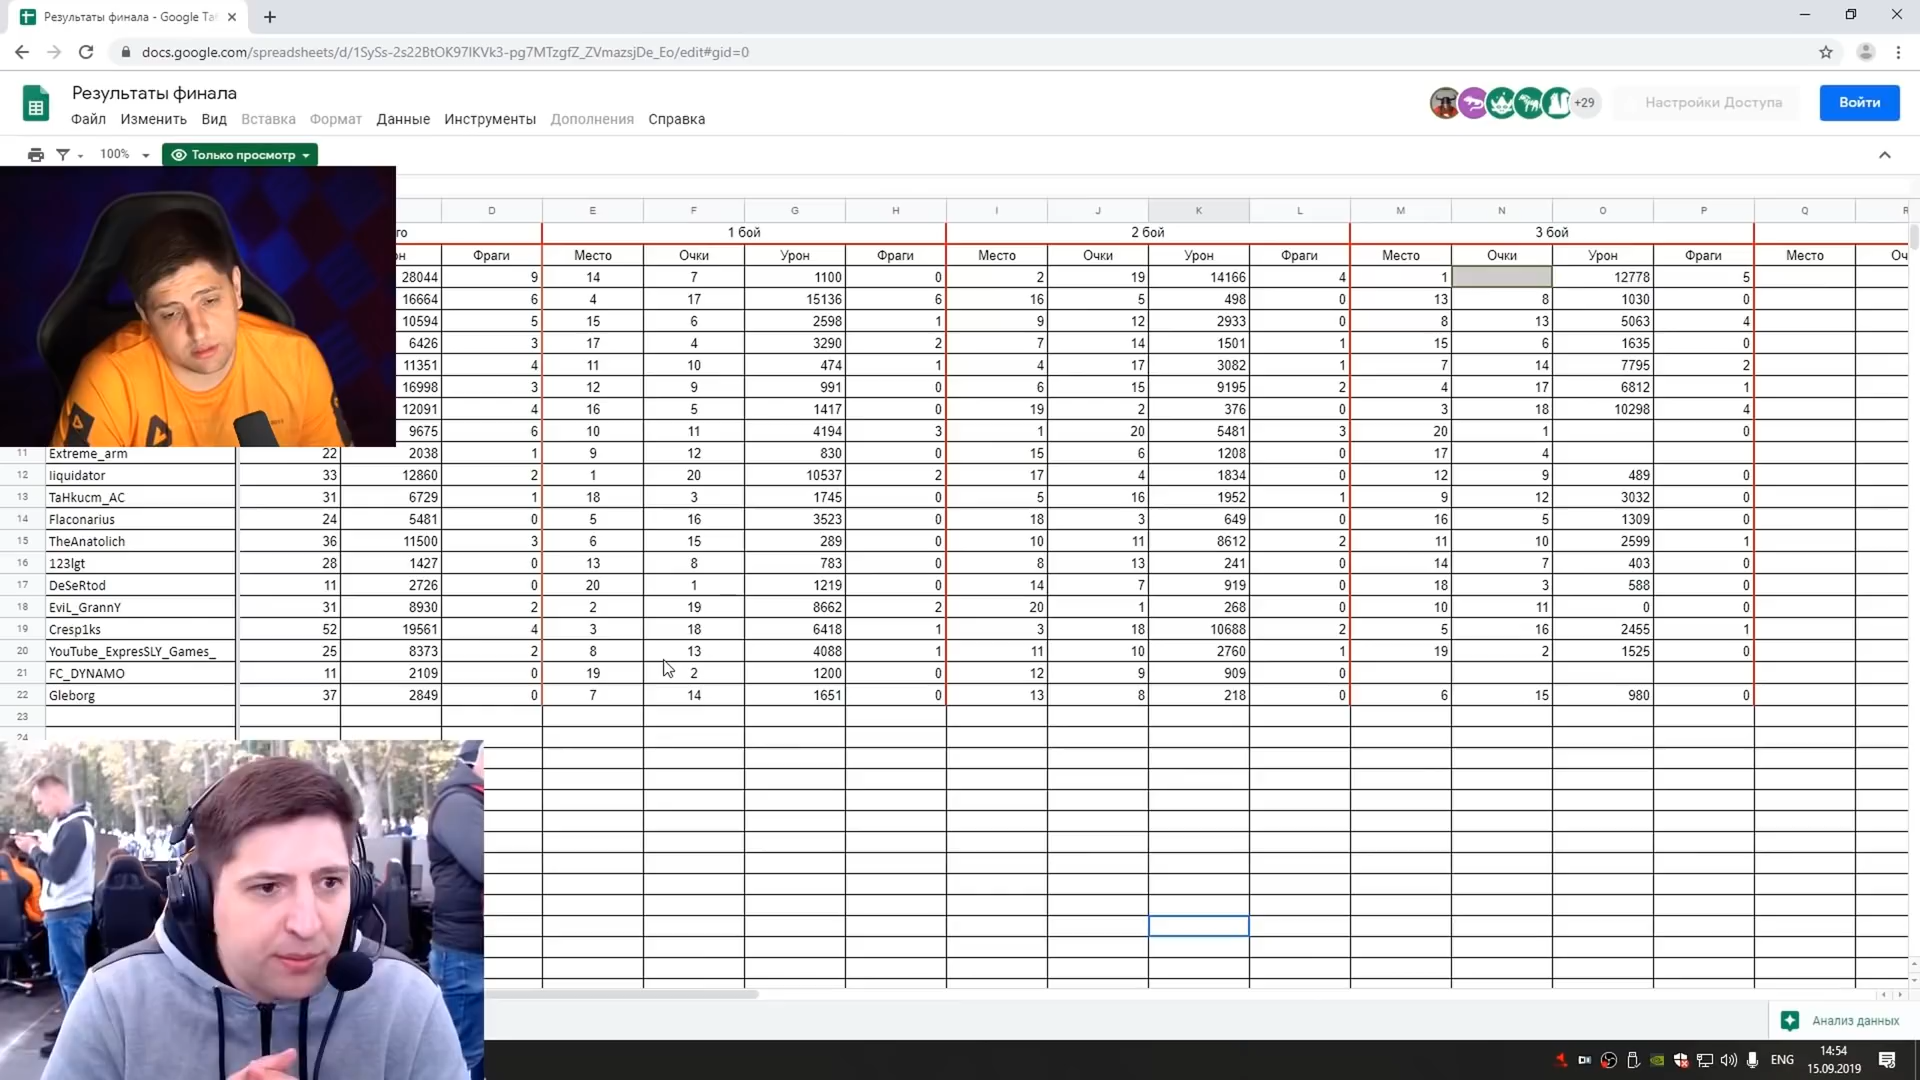 Результаты финала - Google Та
docs.google.com/spreadsheets/d/1SySs-2s22BtOK97IKVk3-pg7MTzgfZ_ZVmazsjDe_Eo/edit#gid=0
Результаты финала
Файл Изменить Вид Вставка Формат Данные Инструменты Дополнения Справка
+29 Настройки Доступа Войти
100% Только просмотр
D E F G H I J K L M N O P Q R
го 1 бой 2 бой 3 бой
он Фраги Место Очки Урон Фраги Место Очки Урон Фраги Место Очки Урон Фраги Место Оч
28044 9 14 7 1100 0 2 19 14166 4 1 12778 5
16664 6 4 17 15136 6 16 5 498 0 13 8 1030 0
10594 5 15 6 2598 1 9 12 2933 0 8 13 5063 4
6426 3 17 4 3290 2 7 14 1501 1 15 6 1635 0
11351 4 11 10 474 1 4 17 3082 1 7 14 7795 2
16998 3 12 9 991 0 6 15 9195 2 4 17 6812 1
12091 4 16 5 1417 0 19 2 376 0 3 18 10298 4
9675 6 10 11 4194 3 1 20 5481 3 20 1 0
11 Extreme_arm 22 2038 1 9 12 830 0 15 6 1208 0 17 4
12 liquidator 33 12860 2 1 20 10537 2 17 4 1834 0 12 9 489 0
13 TaHkucm_AC 31 6729 1 18 3 1745 0 5 16 1952 1 9 12 3032 0
14 Flaconarius 24 5481 0 5 16 3523 0 18 3 649 0 16 5 1309 0
15 TheAnatolich 36 11500 3 6 15 289 0 10 11 8612 2 11 10 2599 1
16 123lgt 28 1427 0 13 8 783 0 8 13 241 0 14 7 403 0
17 DeSeRtod 11 2726 0 20 1 1219 0 14 7 919 0 18 3 588 0
18 EviL_GrannY 31 8930 2 2 19 8662 2 20 1 268 0 10 11 0 0
19 Cresp1ks 52 19561 4 3 18 6418 1 3 18 10688 2 5 16 2455 1
20 YouTube_ExpresSLY_Games_ 25 8373 2 8 13 4088 1 11 10 2760 1 19 2 1525 0
21 FC_DYNAMO 11 2109 0 19 2 1200 0 12 9 909 0
22 Gleborg 37 2849 0 7 14 1651 0 13 8 218 0 6 15 980 0
23
24
Анализ данных
ENG 14:54
15.09.2019